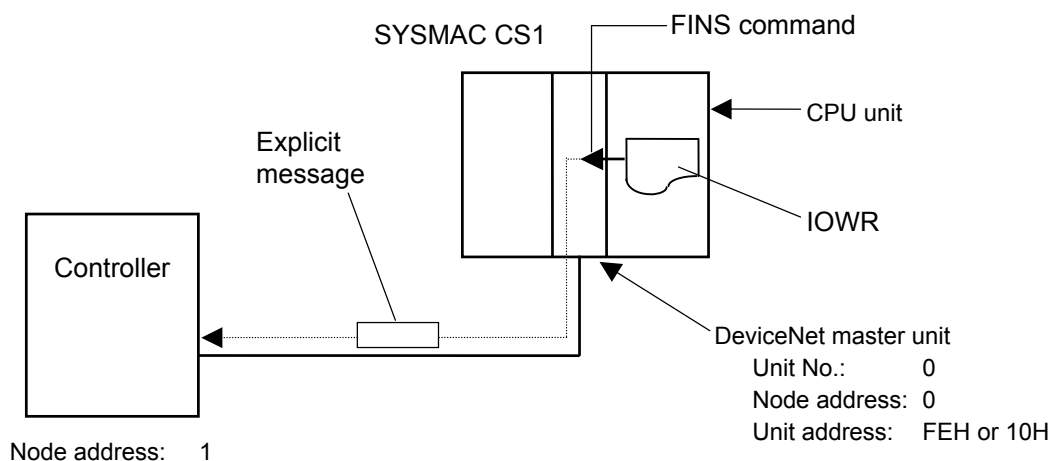 SYSMAC CS1
FINS command
CPU unit
Explicit
message
IOWR
Controller
DeviceNet master unit
Unit No.: 0
Node address: 0
Unit address: FEH or 10H
Node address: 1